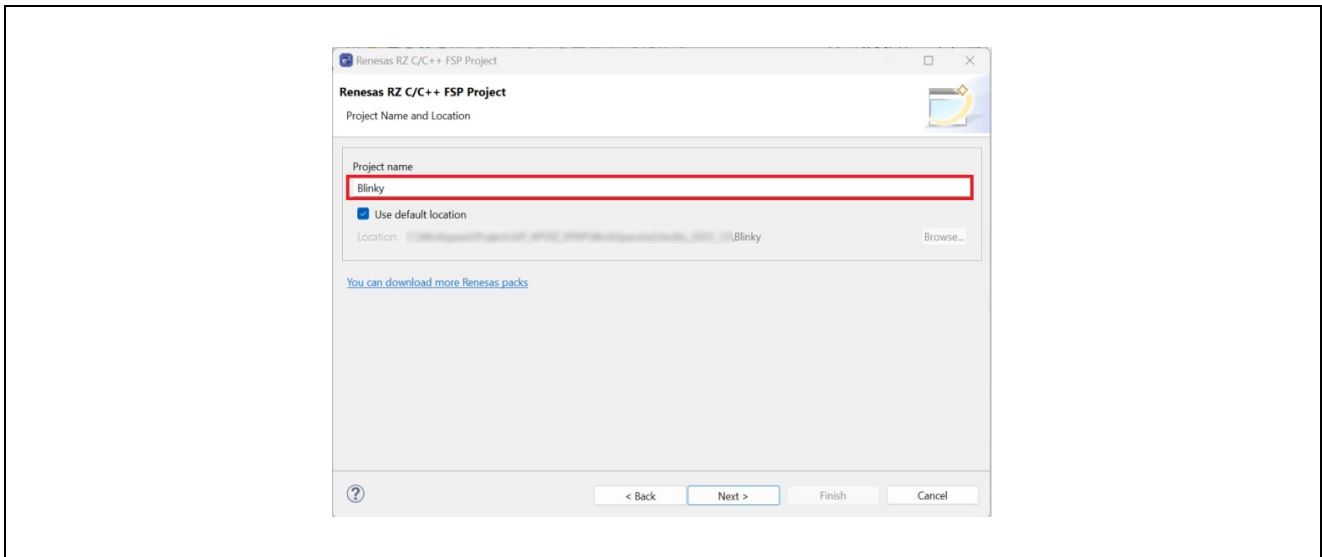 Renesas RZ C/C++ FSP Project
Renesas RZ C/C++ FSP Project
Project Name and Location
Project name
Blinky
Use default location
Location: \Blinky Browse...
You can download more Renesas packs
? < Back Next > Finish Cancel